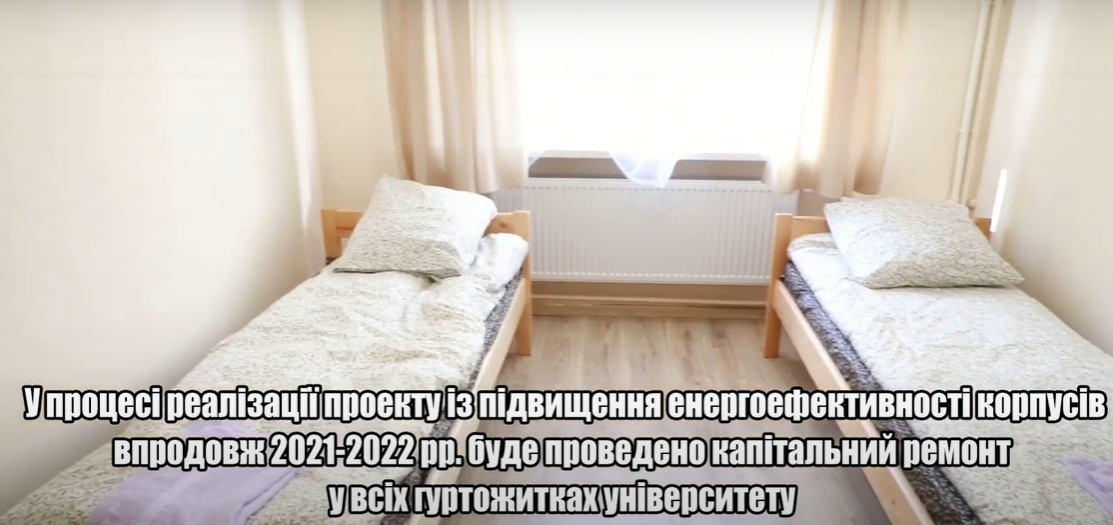 У процесі реалізації проекту із підвищення енергоефективності корпусів
впродовж 2021-2022 рр. буде проведено капітальний ремонт
у всіх гуртожитках університету